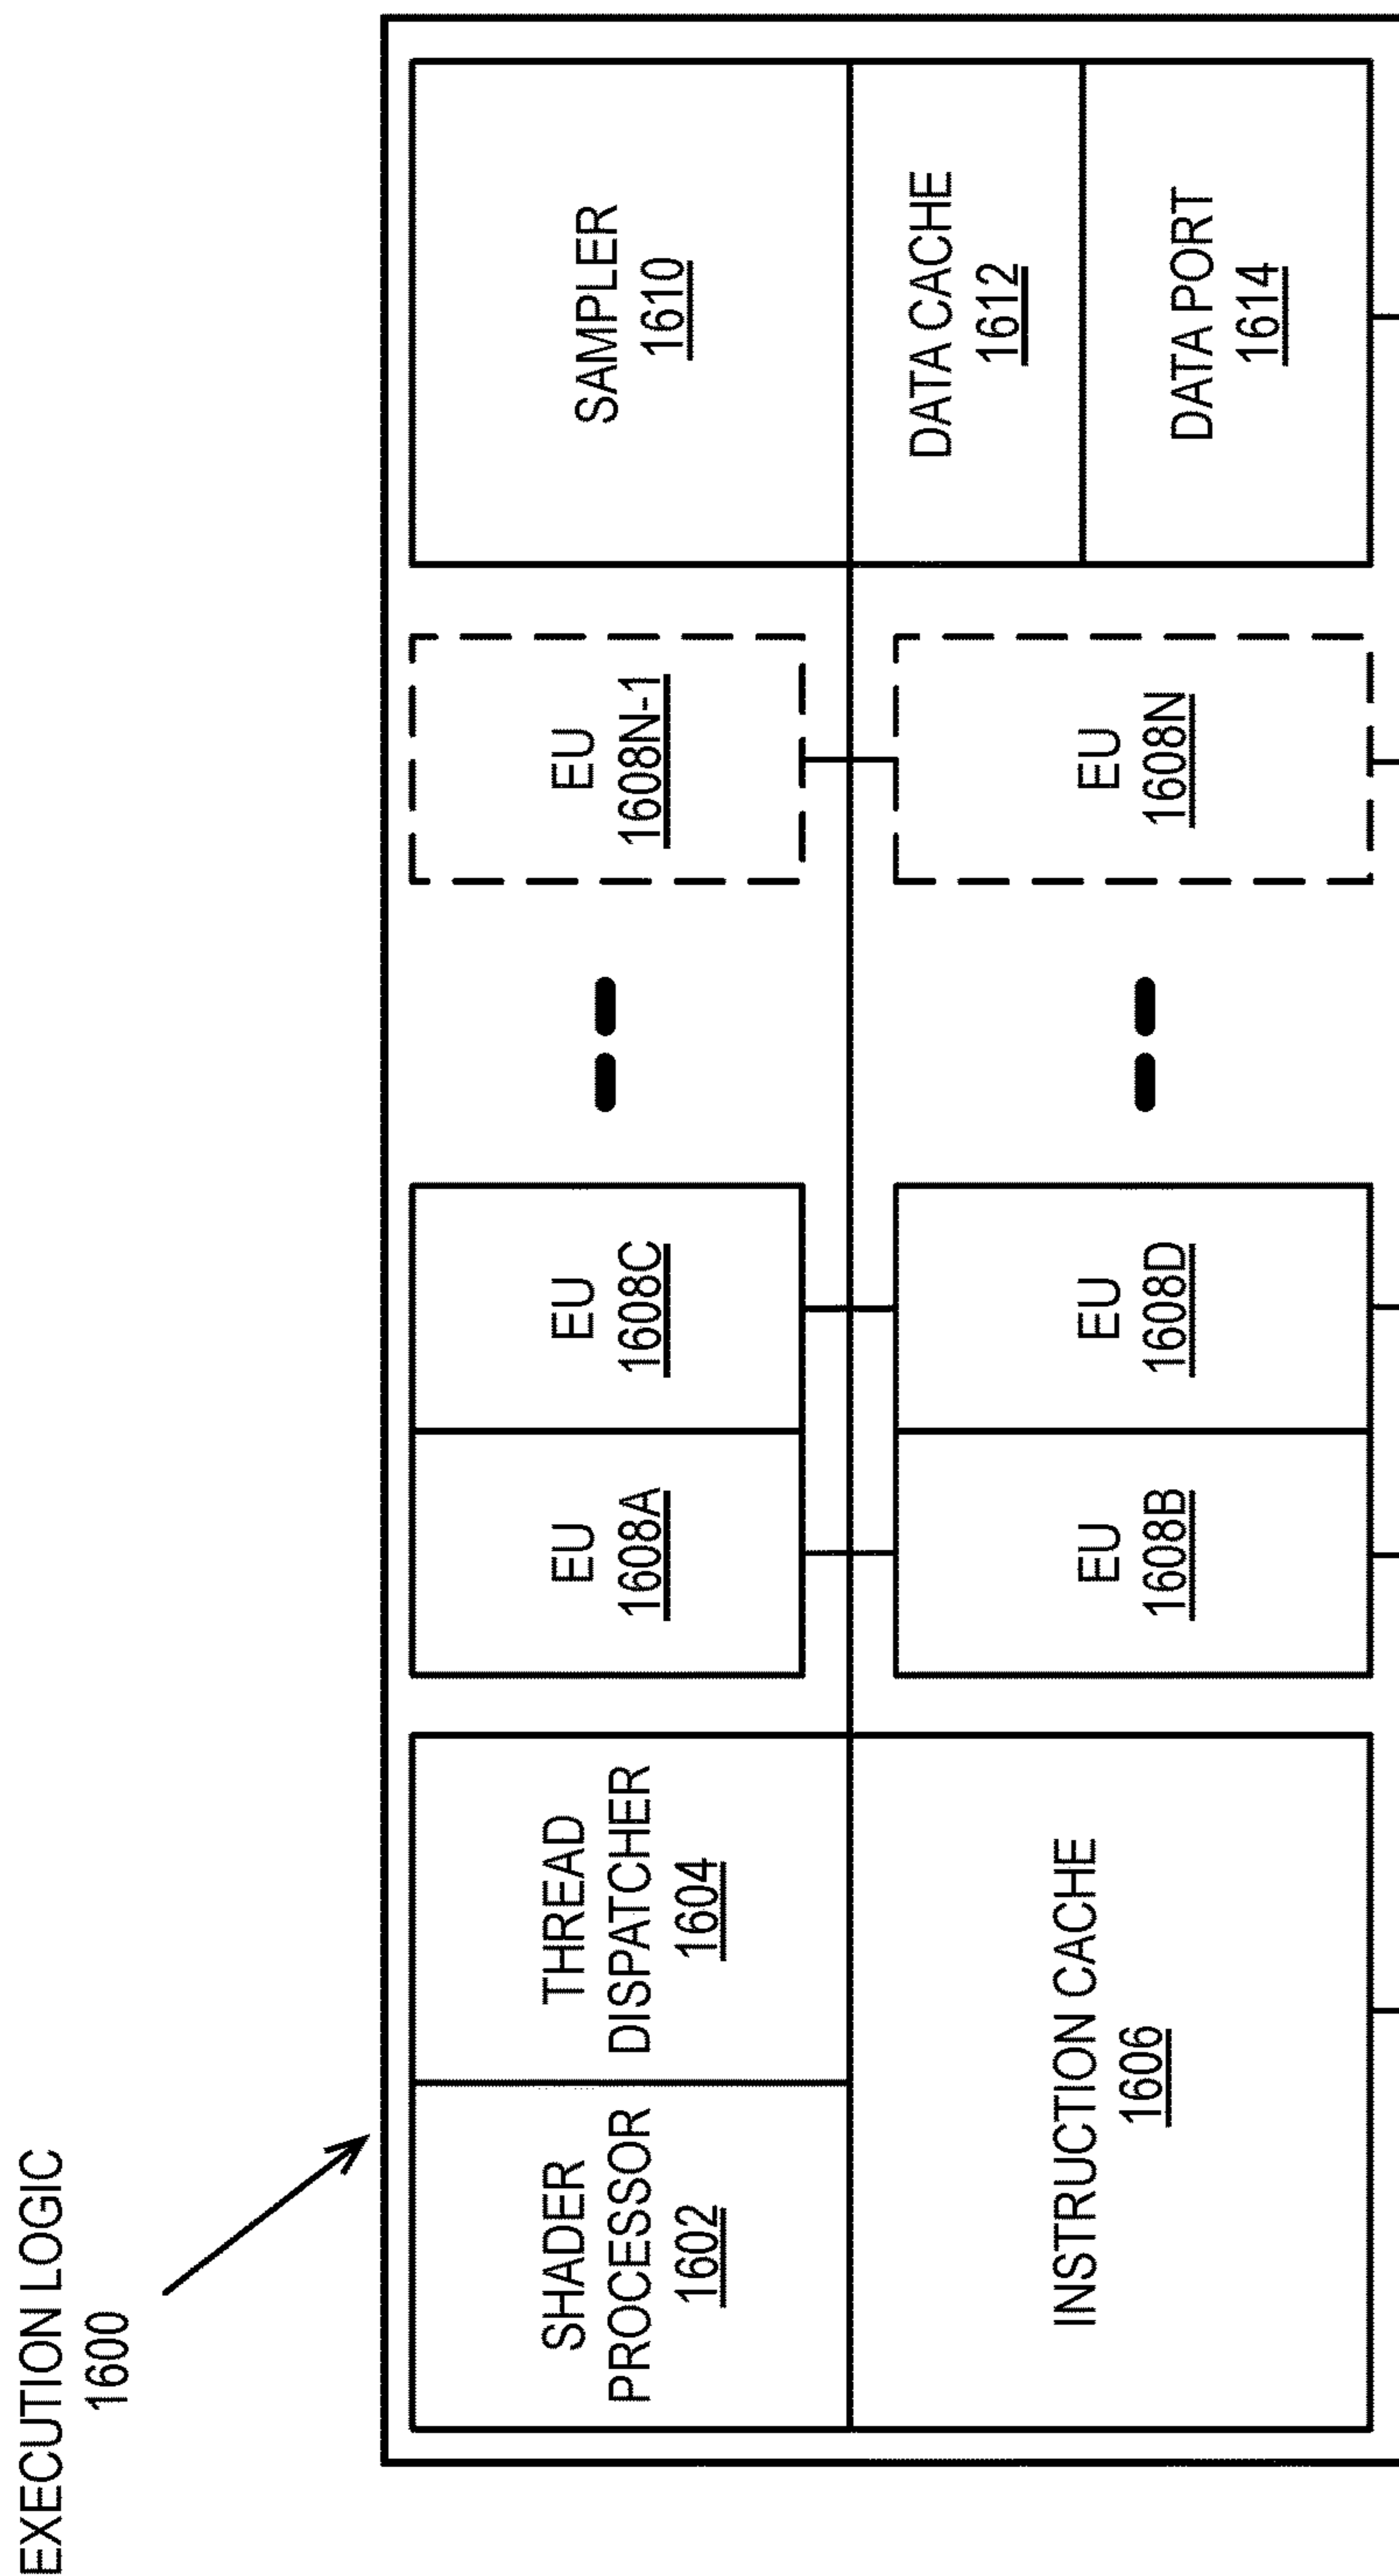 EXECUTION LOGIC
1600
SHADER
PROCESSOR
1602
THREAD
DISPATCHER
1604
EU
1608A
EU
1608C
EU
1608N-1
SAMPLER
1610
INSTRUCTION CACHE
1606
EU
1608B
EU
1608D
EU
1608N
DATA CACHE
1612
DATA PORT
1614